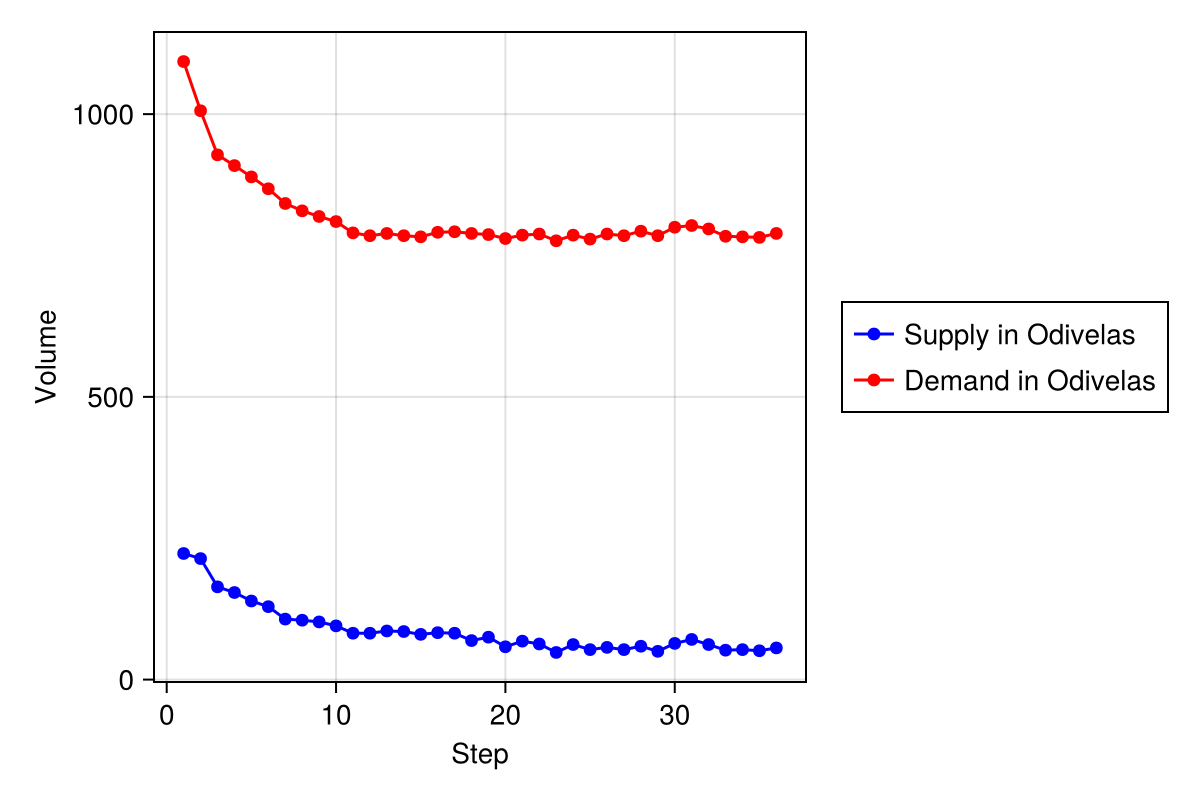 1000
500
0
Volume
0 10 20 30
Step
Supply in Odivelas
Demand in Odivelas